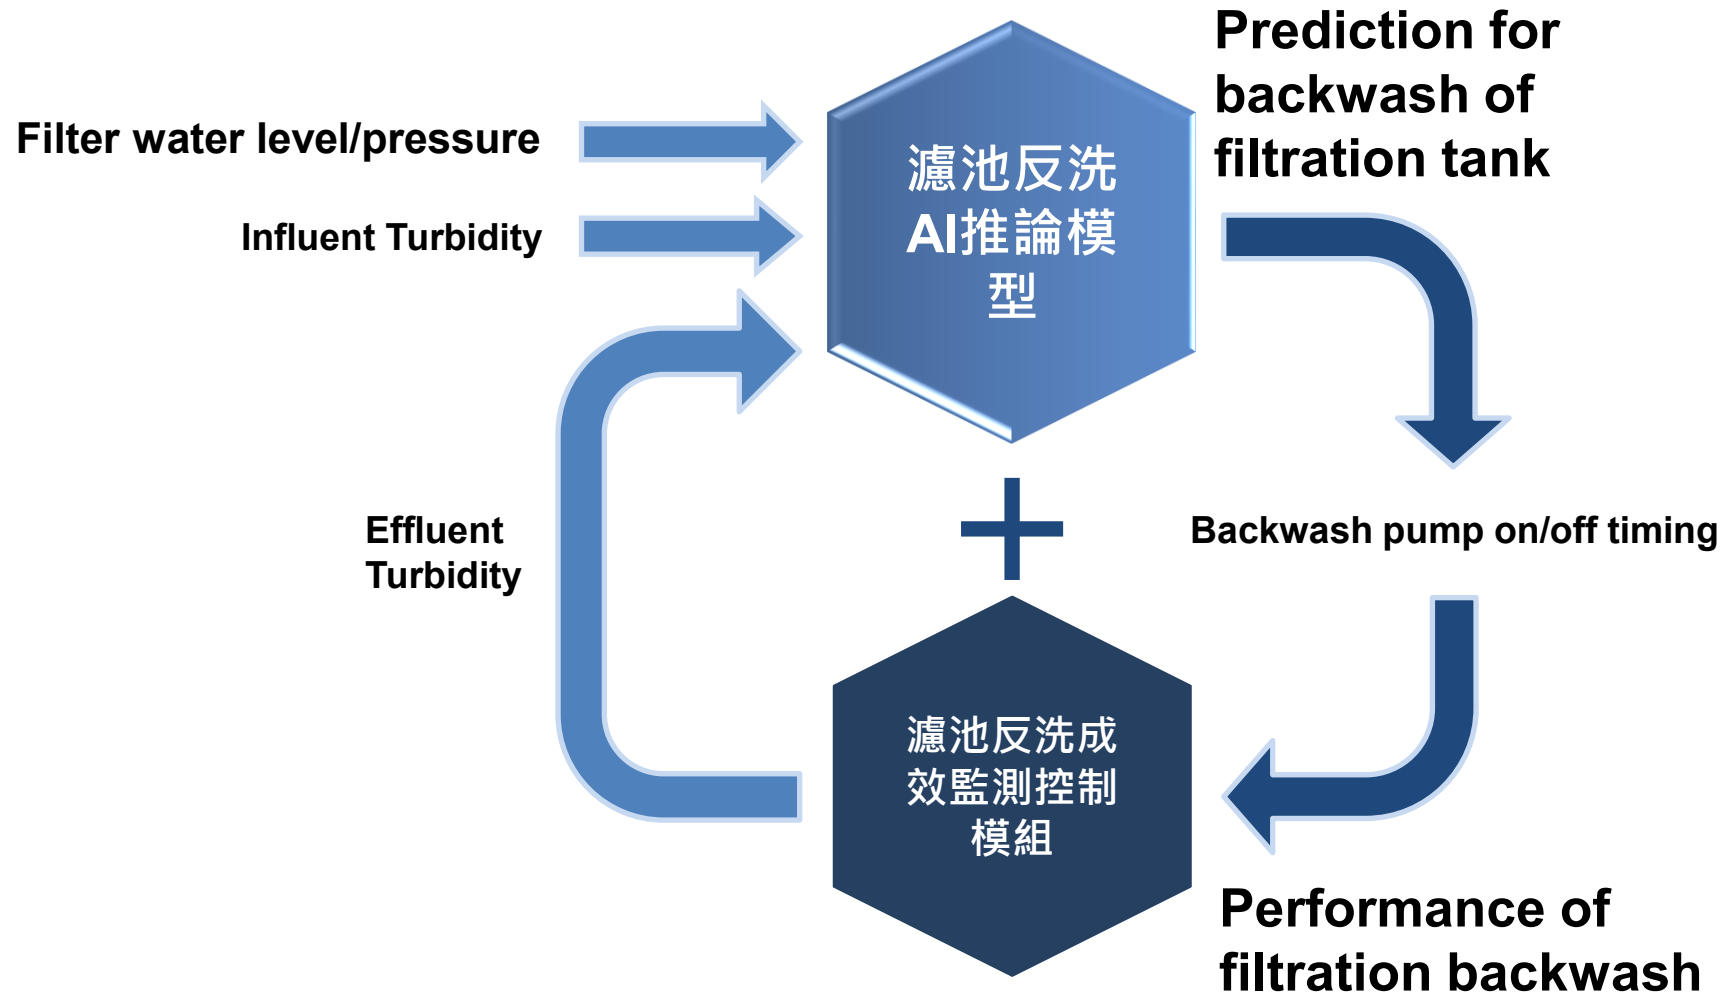 Prediction for
backwash of
filtration tank
Filter water level/pressure
濾池反洗
AI推論模
型
Influent Turbidity
Effluent
Turbidity
Backwash pump on/off timing
濾池反洗成
效監測控制
模組
Performance of
filtration backwash